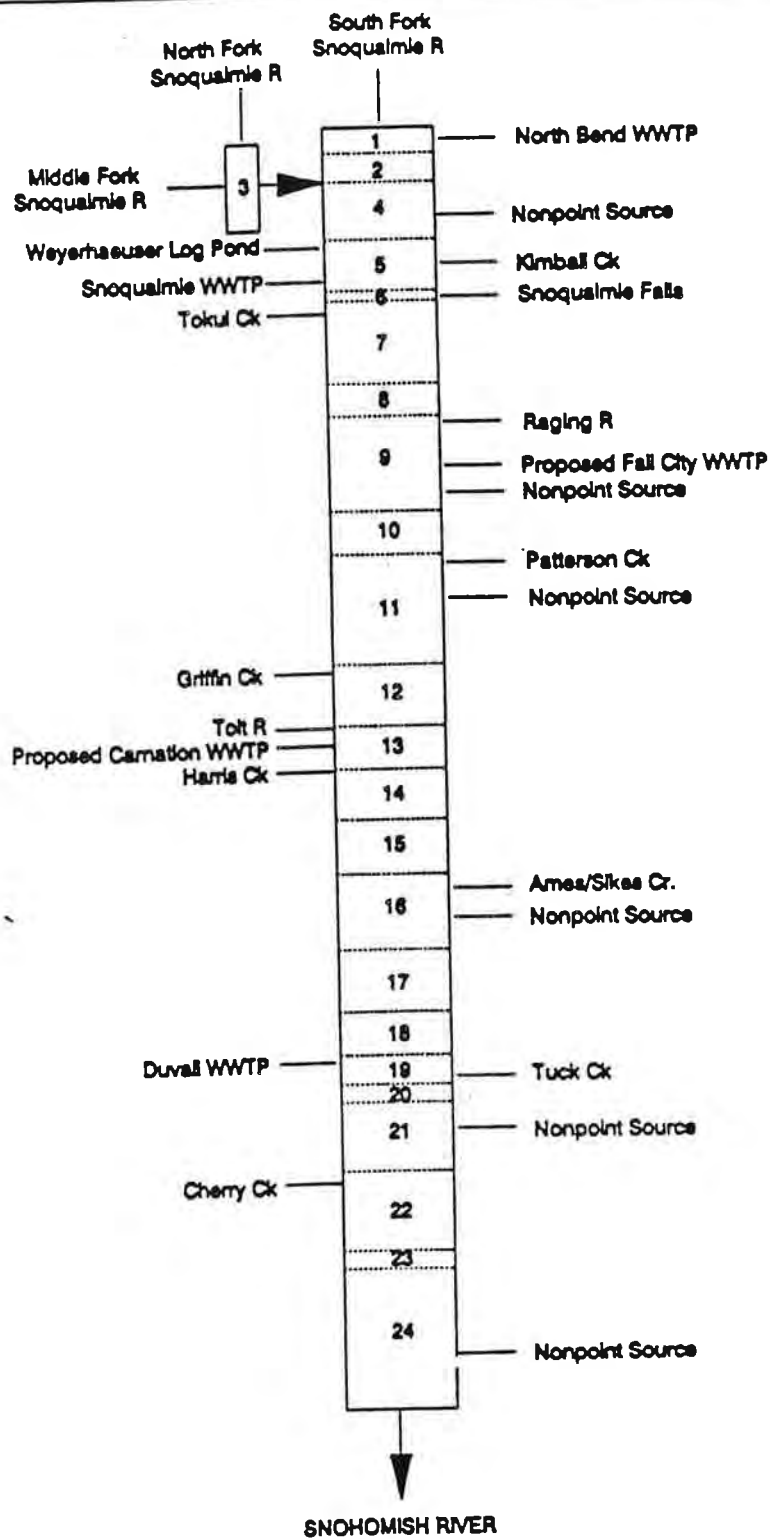 South Fork
Snoqualmie R
North Fork
Snoqualmie R
1
North Bend WWTP
2
Middle Fork
Snoqualmie R
3
4
Nonpoint Source
Weyerhaeuser Log Pond
5
Kimball Ck
Snoqualmie WWTP
6
Snoqualmie Falls
Tokul Ck
7
8
Raging R
9
Proposed Fall City WWTP
Nonpoint Source
10
Patterson Ck
11
Nonpoint Source
Griffin Ck
12
Tolt R
Proposed Carnation WWTP
13
Harris Ck
14
15
Ames/Sikes Cr.
16
Nonpoint Source
17
18
Duvall WWTP
19
Tuck Ck
20
21
Nonpoint Source
Cherry Ck
22
23
24
Nonpoint Source
SNOHOMISH RIVER